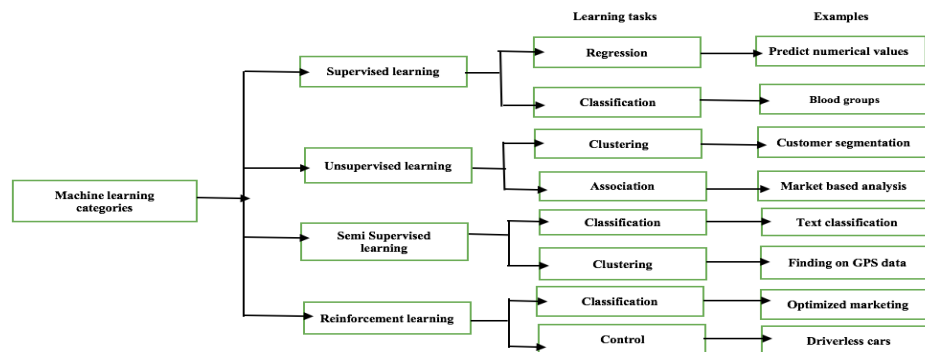 Learning tasks
Examples
Regression
Predict numerical values
Supervised learning
Classification
Blood groups
Clustering
Customer segmentation
Unsupervised learning
Association
Market based analysis
Machine learning
categories
Classification
Text classification
Semi Supervised
learning
Clustering
Finding on GPS data
Classification
Optimized marketing
Reinforcement learning
Control
Driverless cars